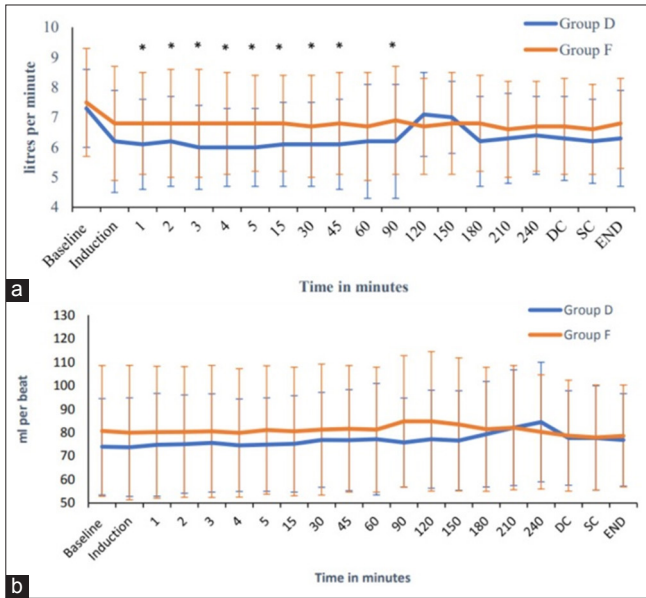 10
9
8
7
6
5
4
litres per minute
* * * * * * * * *
Group D
Group F
Baseline Induction 1 2 3 4 5 15 30 45 60 90 120 150 180 210 240 DC SC END
Time in minutes
a
130
120
110
100
90
80
70
60
50
ml per beat
Group D
Group F
Baseline Induction 1 2 3 4 5 15 30 45 60 90 120 150 180 210 240 DC SC END
Time in minutes
b